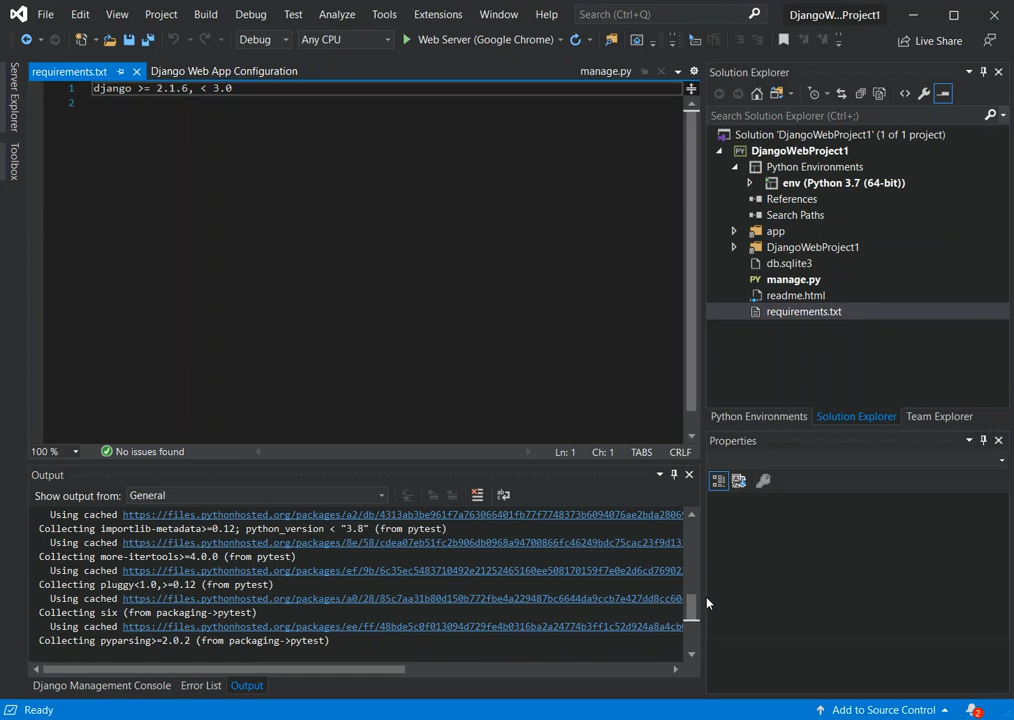 File Edit View Project Build Debug Test Analyze Tools Extensions Window Help Search (Ctrl+Q) DjangoW...Project1
Debug Any CPU Web Server (Google Chrome) Live Share
Server Explorer
Toolbox
requirements.txt Django Web App Configuration manage.py
1 django >= 2.1.6, < 3.0
2
100 % No issues found Ln: 1 Ch: 1 TABS CRLF
Output
Show output from: General
Using cached https://files.pythonhosted.org/packages/a2/db/4313ab3be961f7a763066401fb77f7748373b6094076ae2bda2806
Collecting importlib-metadata>=0.12; python_version < "3.8" (from pytest)
Using cached https://files.pythonhosted.org/packages/8e/58/cdea07eb51fc2b906db0968a94700866fc46249bdc75cac23f9d13
Collecting more-itertools>=4.0.0 (from pytest)
Using cached https://files.pythonhosted.org/packages/ef/9b/6c35ec5483710492e21252465160ee508170159f7e0e2d6cd76902
Collecting pluggy<1.0,>=0.12 (from pytest)
Using cached https://files.pythonhosted.org/packages/a0/28/85c7aa31b80d150b772fbe4a229487bc6644da9ccb7e427dd8cc60
Collecting six (from packaging->pytest)
Using cached https://files.pythonhosted.org/packages/ee/ff/48bde5c0f013094d729fe4b0316ba2a24774b3ff1c52d924a8a4cb
Collecting pyparsing>=2.0.2 (from packaging->pytest)
Django Management Console Error List Output
Solution Explorer
Search Solution Explorer (Ctrl+;)
Solution 'DjangoWebProject1' (1 of 1 project)
DjangoWebProject1
Python Environments
env (Python 3.7 (64-bit))
References
Search Paths
app
DjangoWebProject1
db.sqlite3
manage.py
readme.html
requirements.txt
Python Environments Solution Explorer Team Explorer
Properties
Ready Add to Source Control 2